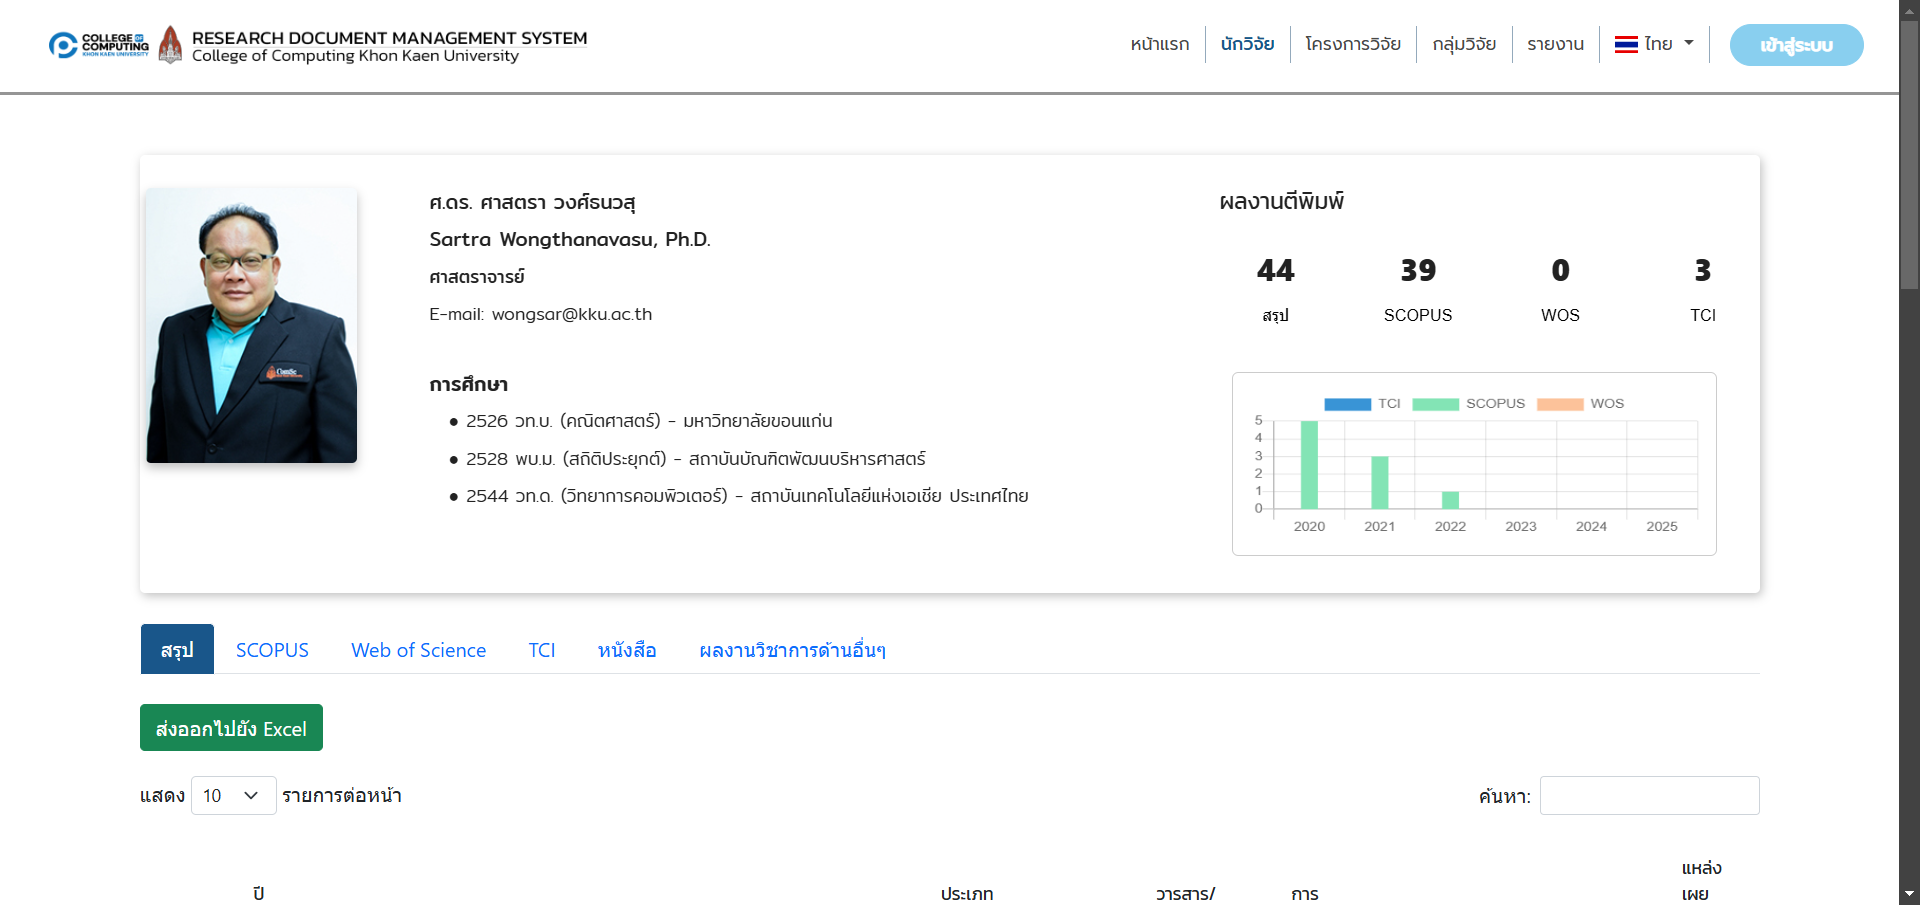 COLLEGE OF
COMPUTING
KHON KAEN UNIVERSITY
RESEARCH DOCUMENT MANAGEMENT SYSTEM
College of Computing Khon Kaen University
หน้าแรก
นักวิจัย
โครงการวิจัย
กลุ่มวิจัย
รายงาน
ไทย
เข้าสู่ระบบ
ศ.ดร. ศาสตรา วงศ์ธนวสุ
Sartra Wongthanavasu, Ph.D.
ศาสตราจารย์
E-mail: wongsar@kku.ac.th
การศึกษา
2526 วท.บ. (คณิตศาสตร์) - มหาวิทยาลัยขอนแก่น
2528 พบ.ม. (สถิติประยุกต์) - สถาบันบัณฑิตพัฒนบริหารศาสตร์
2544 วท.ด. (วิทยาการคอมพิวเตอร์) - สถาบันเทคโนโลยีแห่งเอเชีย ประเทศไทย
ผลงานตีพิมพ์
44 39 0 3
สรุป SCOPUS WOS TCI
TCI SCOPUS WOS
5
4
3
2
1
0
2020 2021 2022 2023 2024 2025
สรุป SCOPUS Web of Science TCI หนังสือ ผลงานวิชาการด้านอื่นๆ
ส่งออกไปยัง Excel
แสดง 10 รายการต่อหน้า
ค้นหา:
แหล่ง
ปี ประเภท วารสาร/ การ เผย